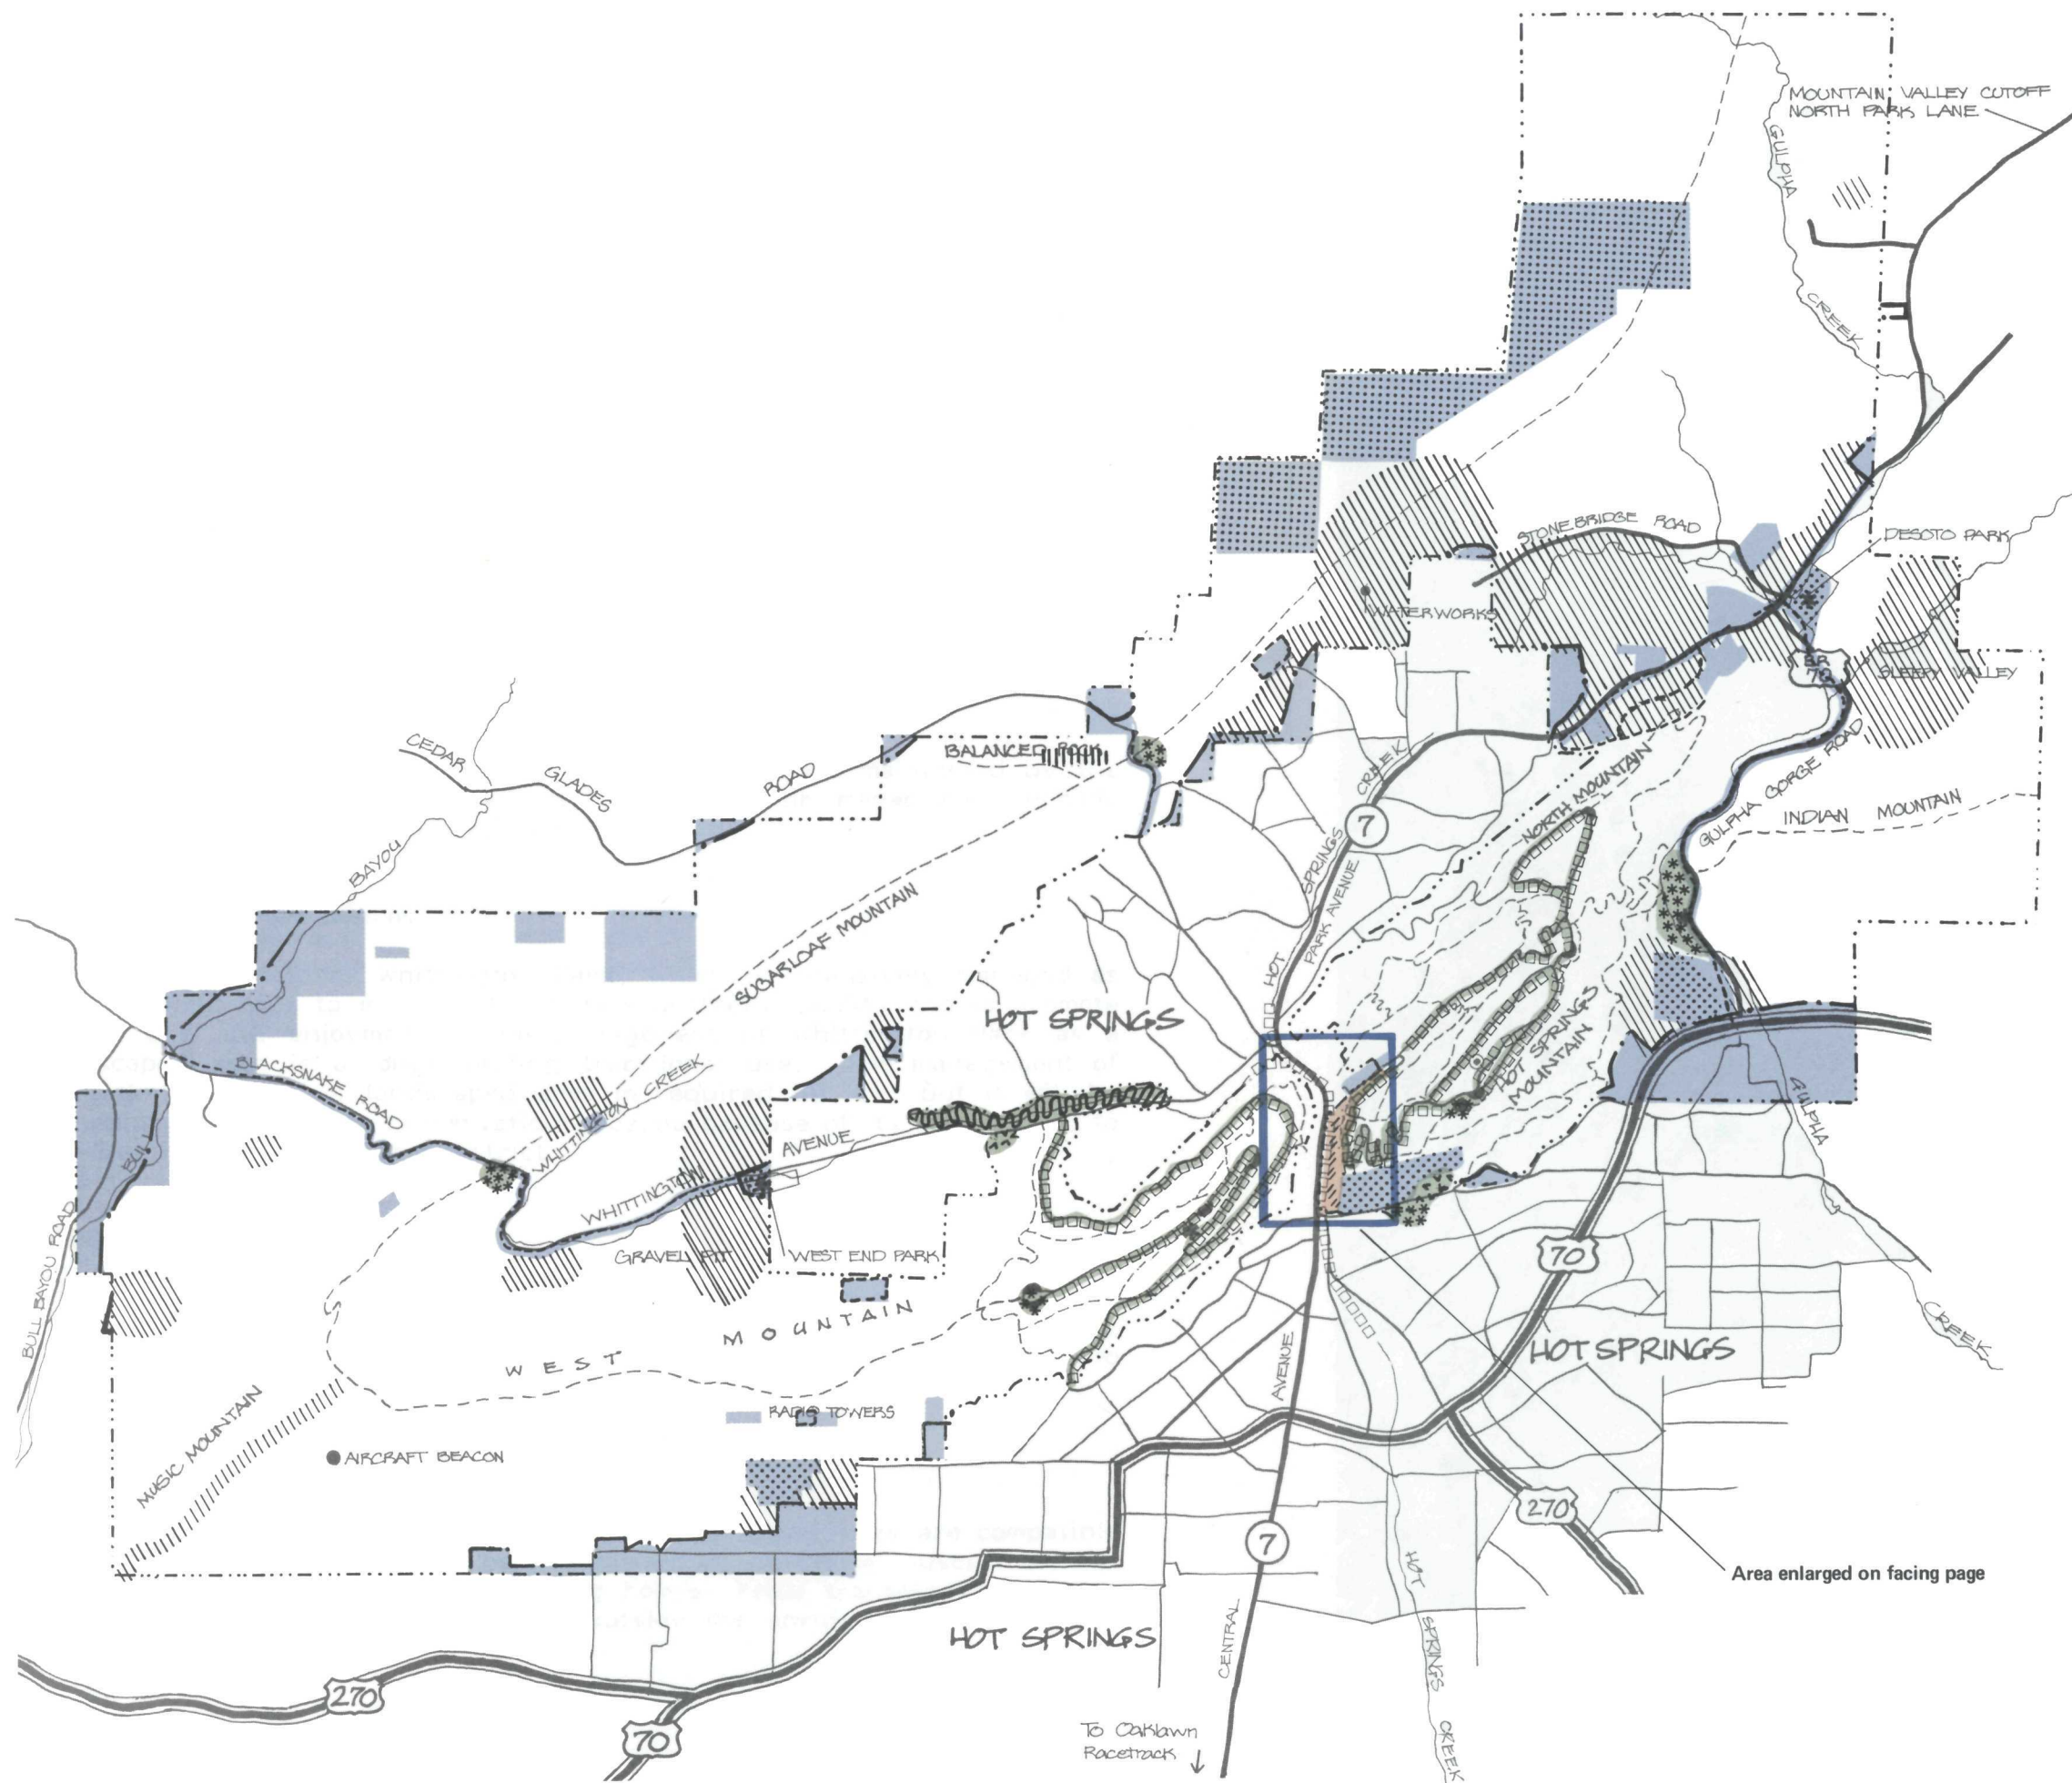 MOUNTAIN VALLEY CUTOFF
NORTH PARK LANE
GULPHA
CREEK
STONEBRIDGE ROAD
DESOTO PARK
WATERWORKS
BR
70
SLEEPY VALLEY
CEDAR GLADES ROAD
BALANCED ROCK
CREEK
7
NORTH MOUNTAIN
GULPHA GORGE ROAD
INDIAN MOUNTAIN
BAYOU
SPRINGS
PARK AVENUE
SUGARLOAF MOUNTAIN
HOT
HOT SPRINGS
HOT SPRINGS
MOUNTAIN
BLACKSNAKE ROAD
WHITTINGTON CREEK
GULPHA
BULL
AVENUE
WHITTINGTON
BULL BAYOU ROAD
GRAVEL PIT
WEST END PARK
70
MOUNTAIN
CREEK
WEST
AVENUE
HOT SPRINGS
MUSIC MOUNTAIN
RADIO TOWERS
AIRCRAFT BEACON
270
7
HOT
Area enlarged on facing page
CENTRAL
HOT SPRINGS
SPRINGS
270
70
To Oaklawn
Racetrack
CREEK